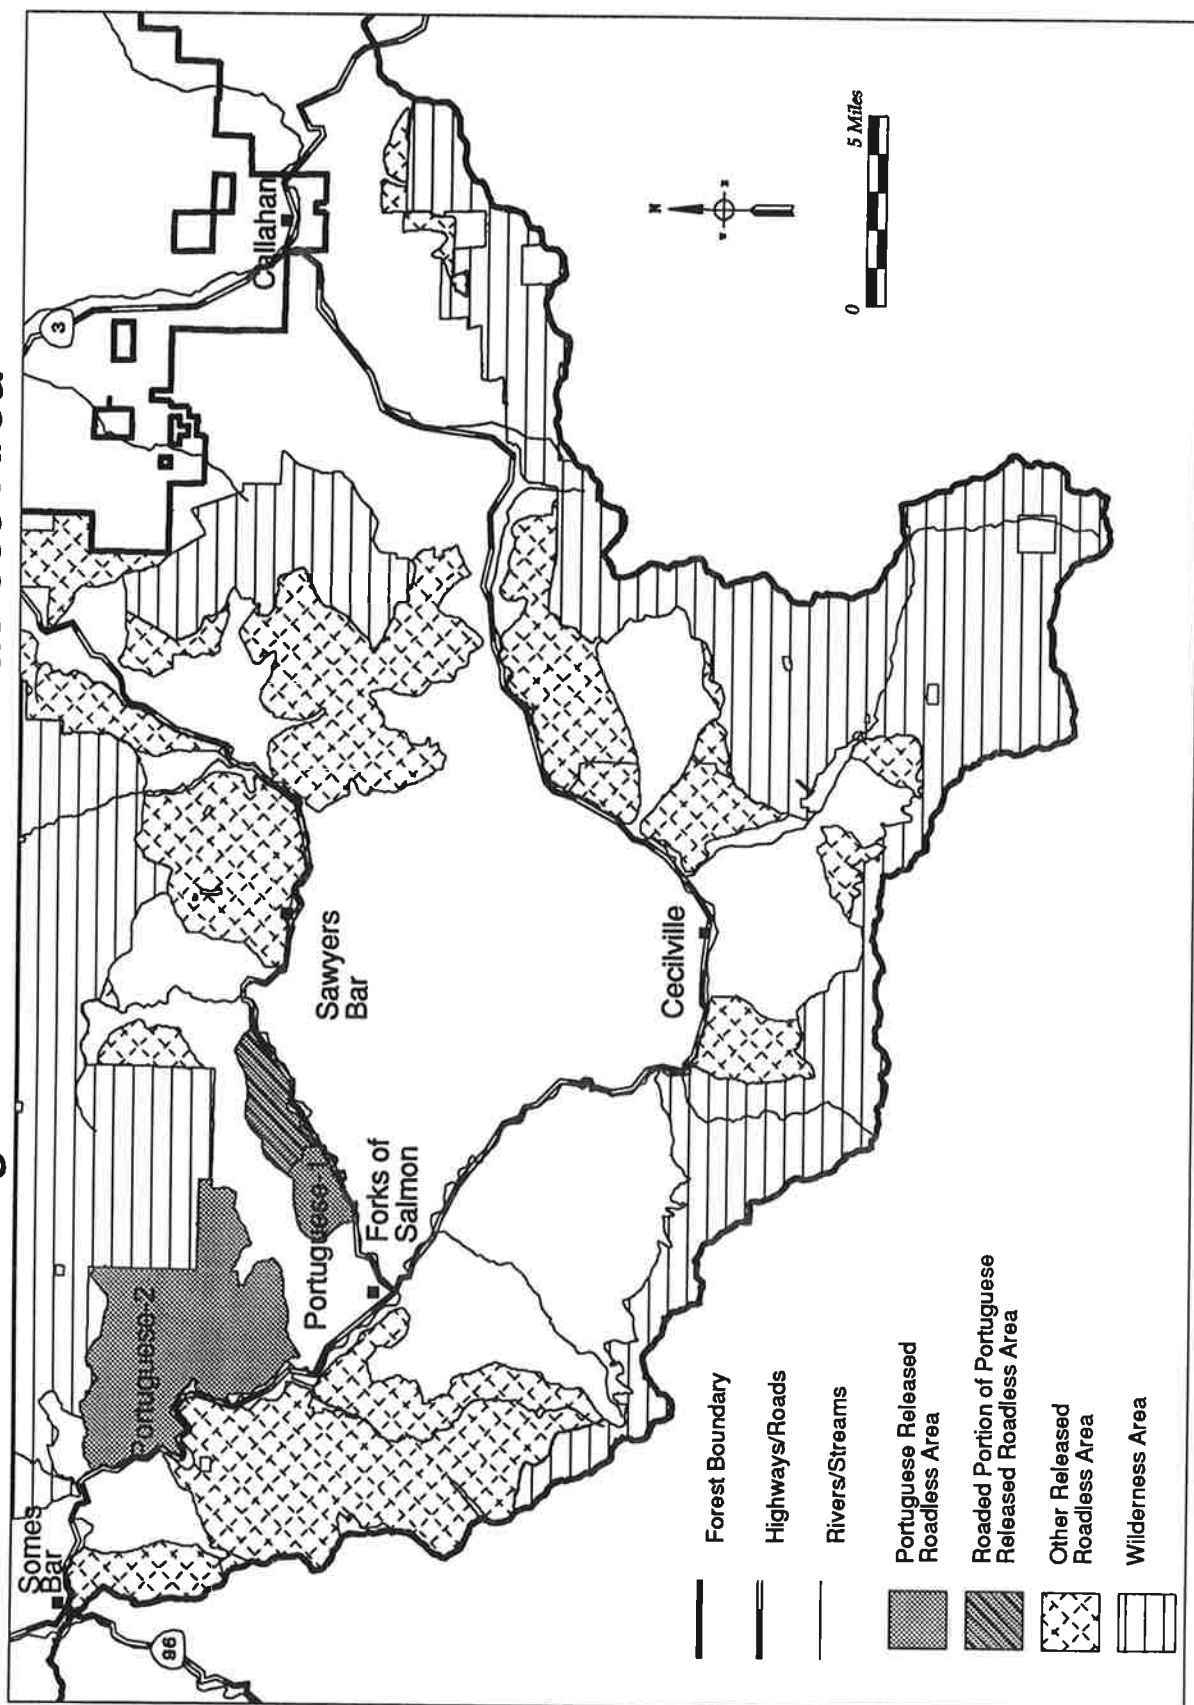 Somes
Bar
96
Portuguese-2
Portuguese-1
Forks of
Salmon
Sawyers
Bar
Cecilville
3
Callahan
N
0
5 Miles
Forest Boundary
Highways/Roads
Rivers/Streams
Portuguese Released
Roadless Area
Roaded Portion of Portuguese
Released Roadless Area
Other Released
Roadless Area
Wilderness Area